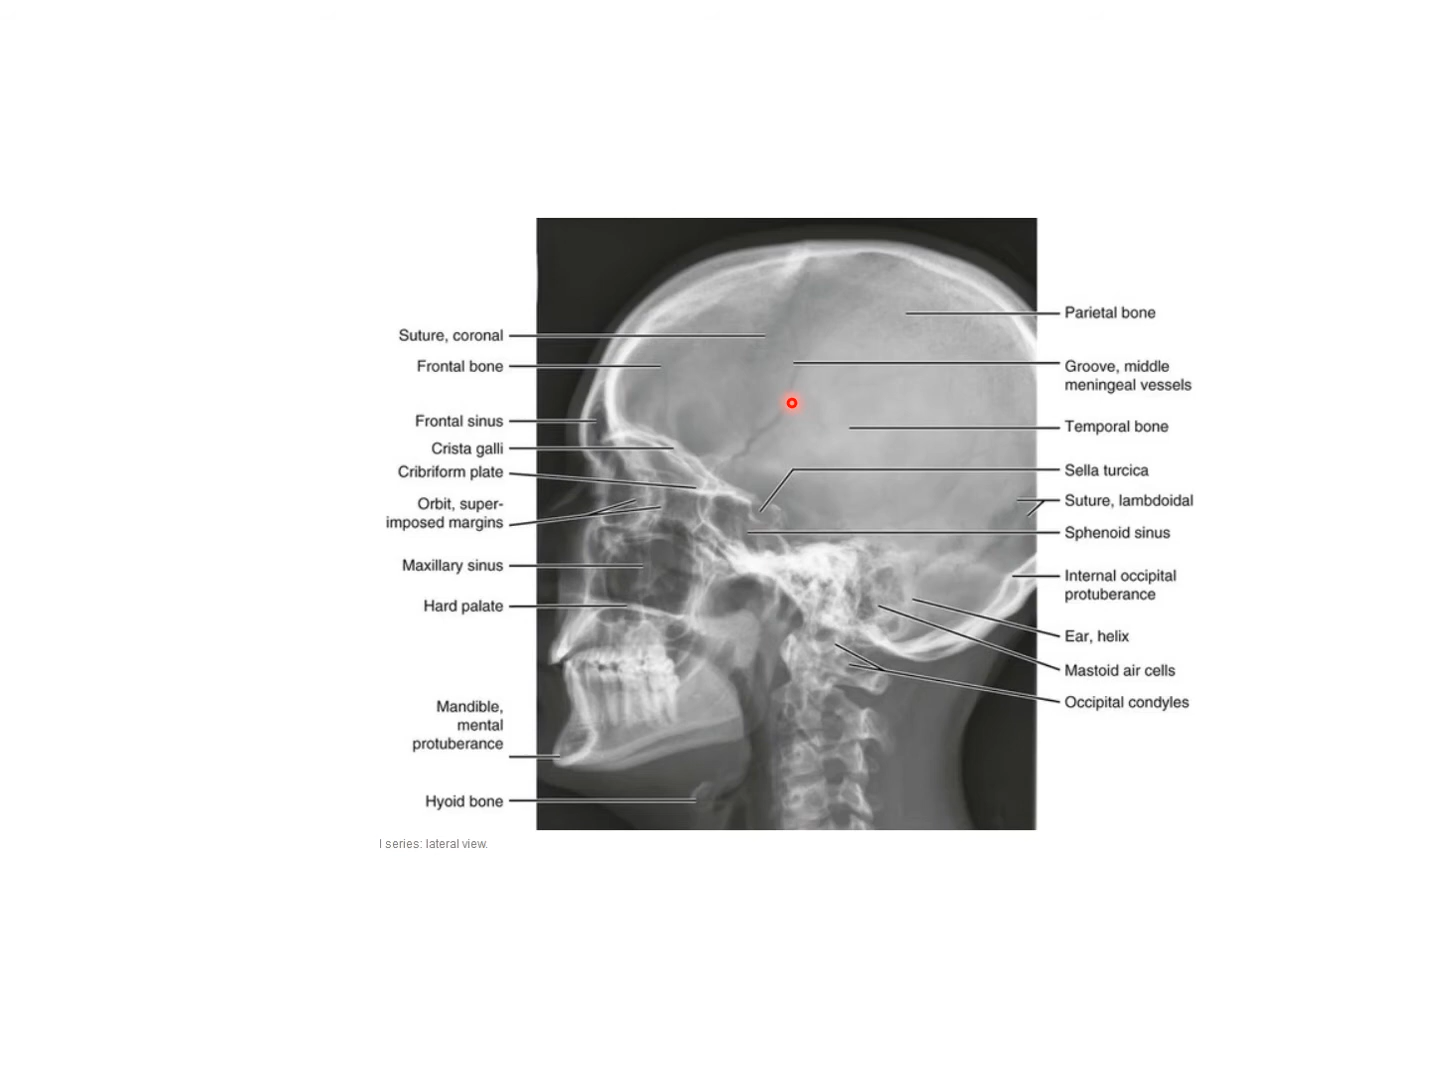 Suture, coronal
Frontal bone
Frontal sinus
Crista galli
Cribriform plate
Orbit, super-
imposed margins
Maxillary sinus
Hard palate
Mandible,
mental
protuberance
Hyoid bone
Parietal bone
Groove, middle
meningeal vessels
Temporal bone
Sella turcica
Suture, lambdoidal
Sphenoid sinus
Internal occipital
protuberance
Ear, helix
Mastoid air cells
Occipital condyles
l series: lateral view.